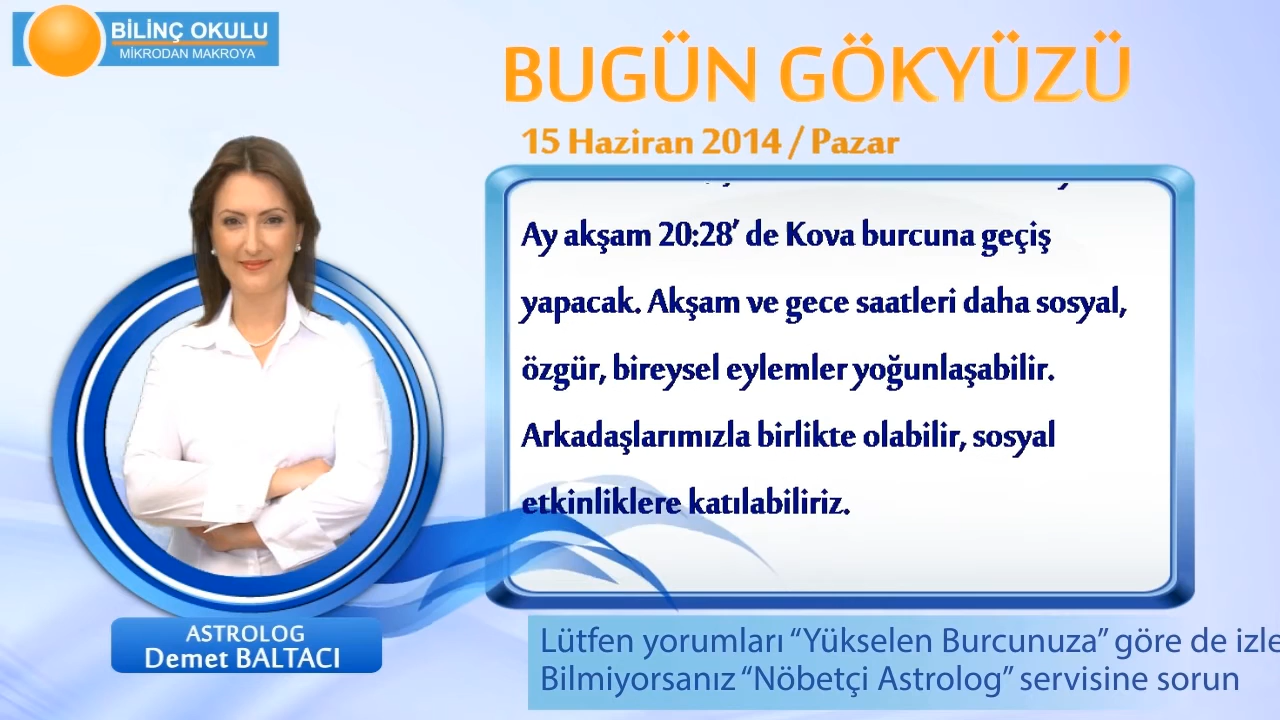 BİLİNÇ OKULU
MİKRODAN MAKROYA
BUGÜN GÖKYÜZÜ
15 Haziran 2014 / Pazar
Ay akşam 20:28’ de Kova burcuna geçiş
yapacak. Akşam ve gece saatleri daha sosyal,
özgür, bireysel eylemler yoğunlaşabilir.
Arkadaşlarımızla birlikte olabilir, sosyal
etkinliklere katılabiliriz.
ASTROLOG
Demet BALTACI
Lütfen yorumları “Yükselen Burcunuza” göre de izle
Bilmiyorsanız “Nöbetçi Astrolog” servisine sorun